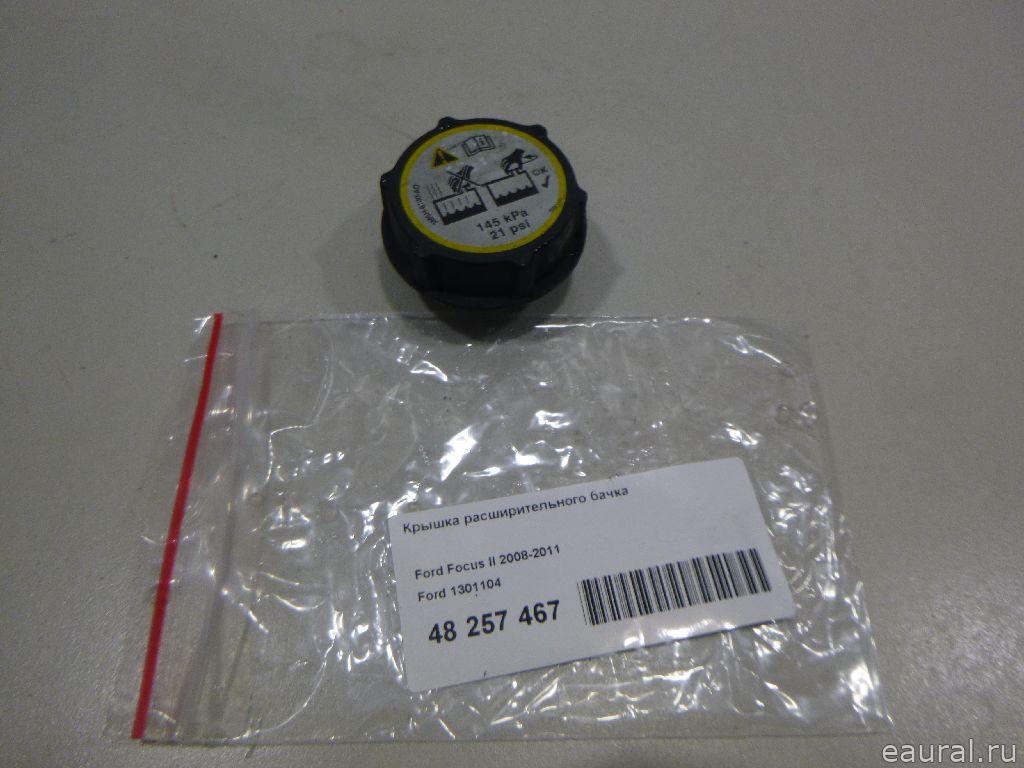 OK
145 kPa
21 psi
Крышка расширительного бачка
Ford Focus II 2008-2011
Ford 1301104
48 257 467
eaural.ru